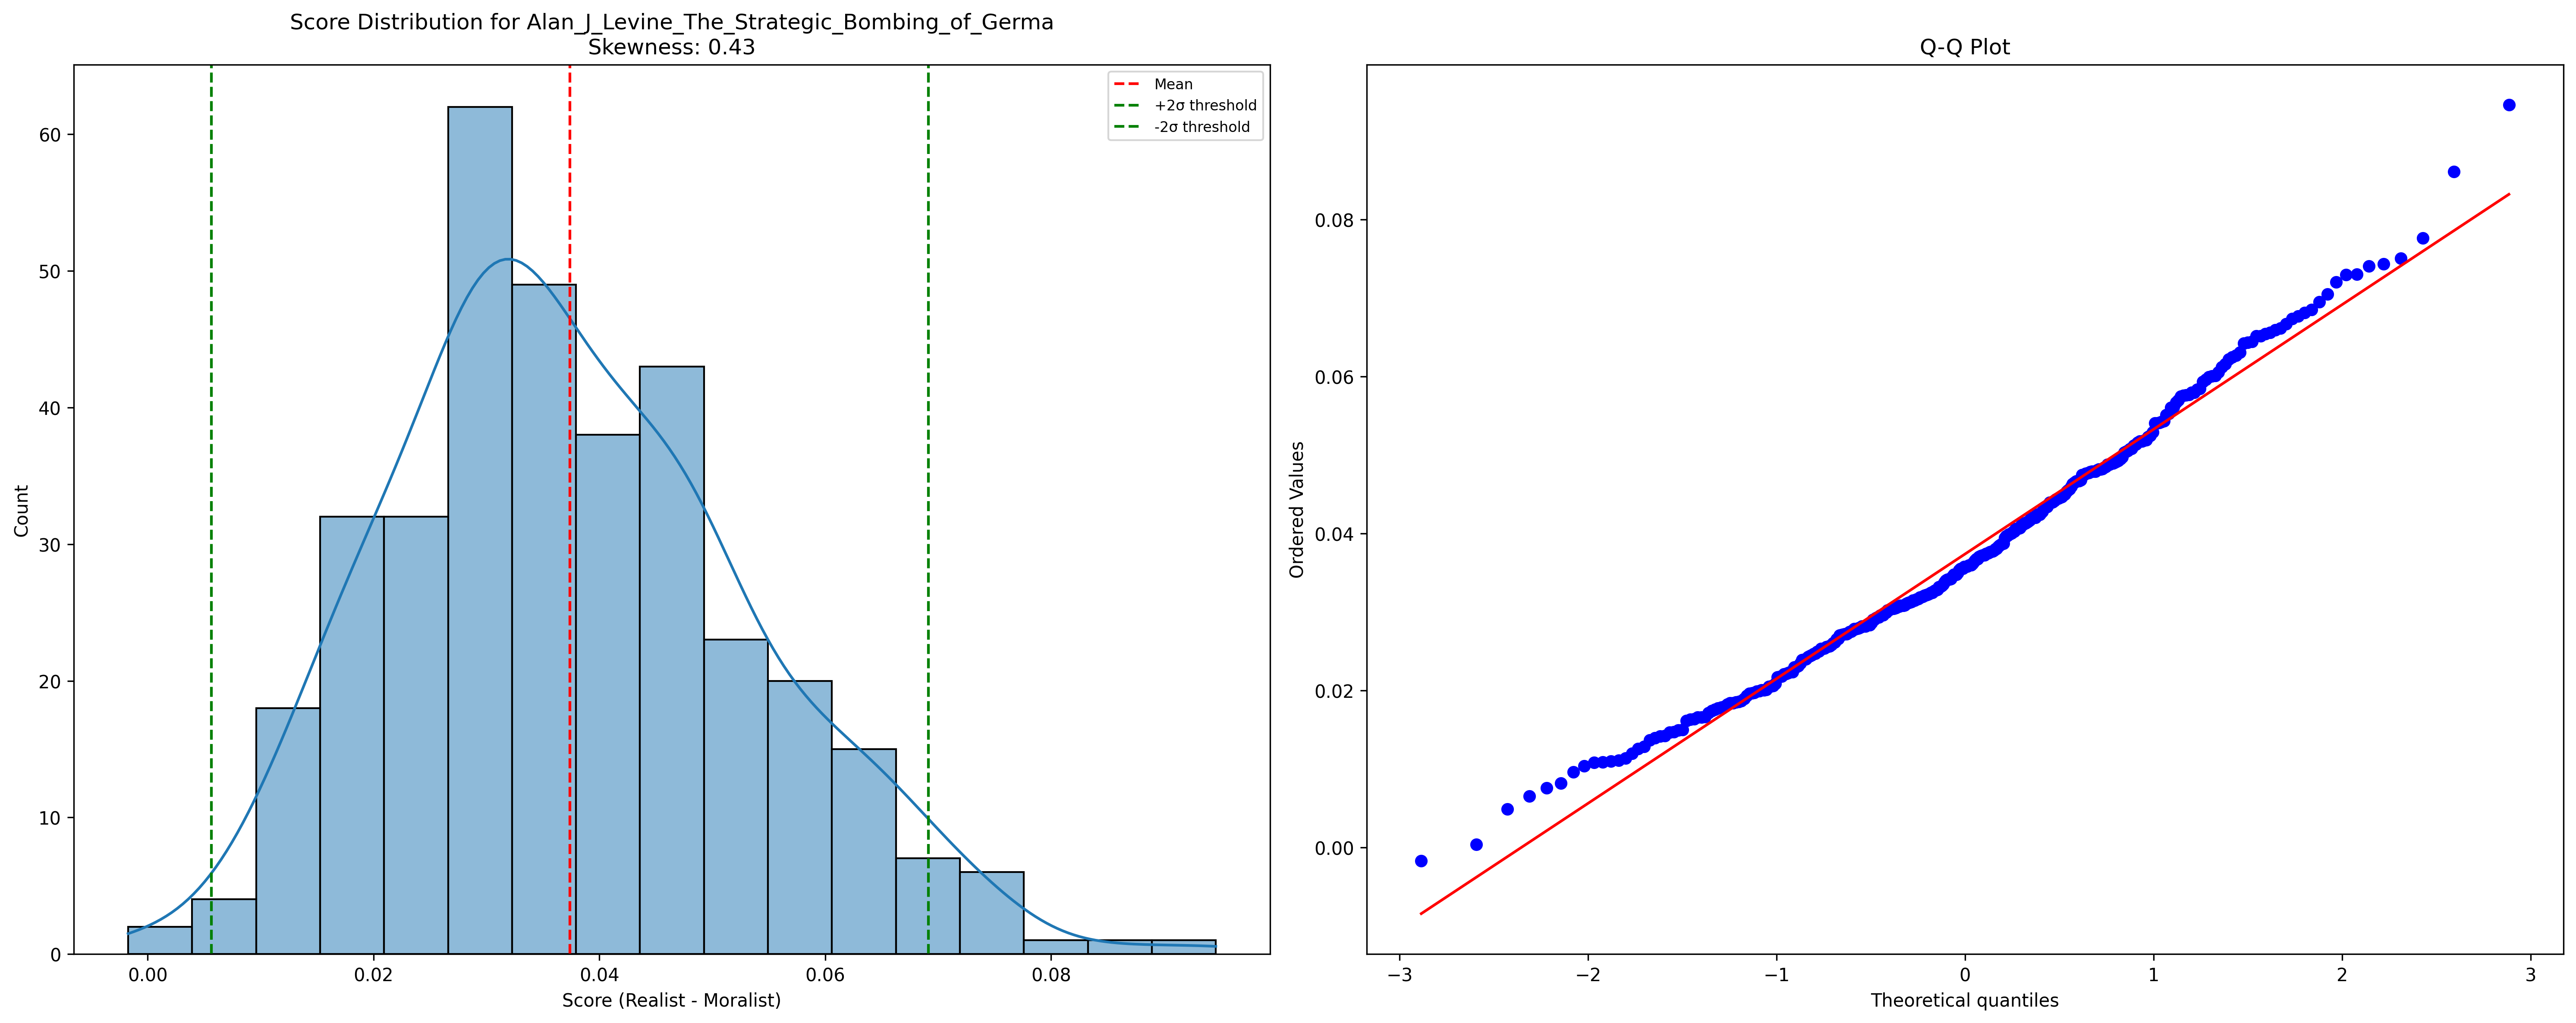 Score Distribution for Alan_J_Levine_The_Strategic_Bombing_of_Germa
Skewness: 0.43
Mean
+2σ threshold
-2σ threshold
60
50
40
30
20
10
0
Count
0.00 0.02 0.04 0.06 0.08
Score (Realist - Moralist)
Q-Q Plot
0.08
0.06
0.04
0.02
0.00
Ordered Values
−3 −2 −1 0 1 2 3
Theoretical quantiles